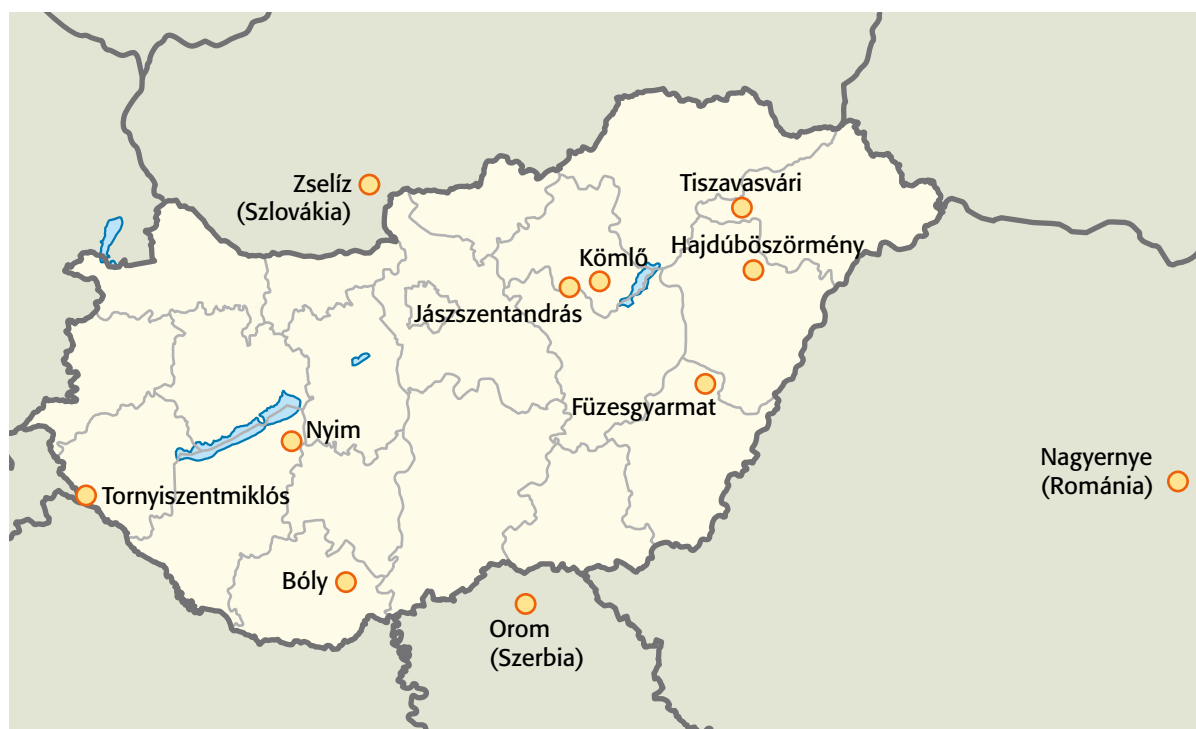 Zselíz
(Szlovákia)
Tiszavasvári
Hajdúböszörmény
Kömlő
Jászszentandrás
Füzesgyarmat
Nyim
Nagyernye
(Románia)
Tornyiszentmiklós
Bóly
Orom
(Szerbia)